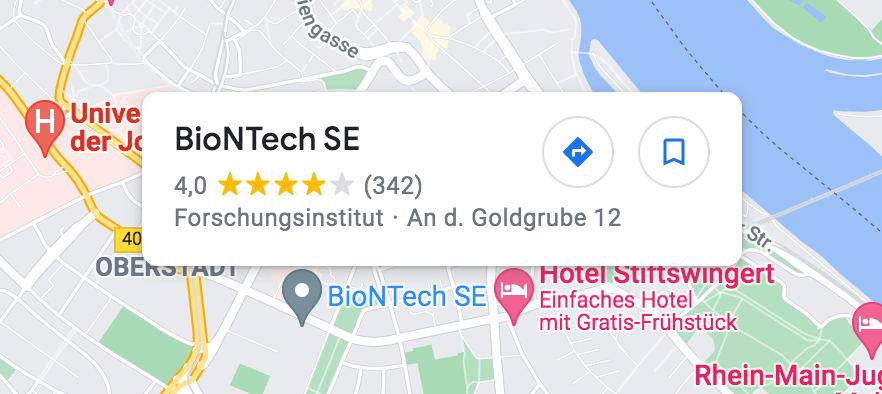 iengasse
H
Unive
der Jo
BioNTech SE
4,0 (342)
Forschungsinstitut · An d. Goldgrube 12
40
Str.
OBERSTADT
BioNTech SE
Hotel Stiftswingert
Einfaches Hotel
mit Gratis-Frühstück
Rhein-Main-Jug